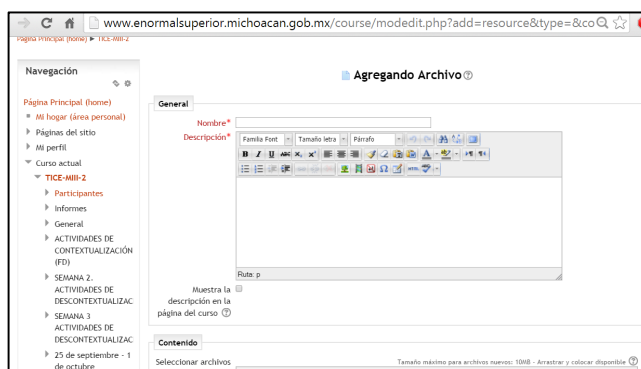 www.enormalsuperior.michoacan.gob.mx/course/modedit.php?add=resource&type=&co
Página Principal (home) ► TICE-MIII-2
Navegación
Página Principal (home)
Mi hogar (área personal)
Páginas del sitio
Mi perfil
Curso actual
TICE-MIII-2
Participantes
Informes
General
ACTIVIDADES DE
CONTEXTUALIZACIÓN
(FD)
SEMANA 2.
ACTIVIDADES DE
DESCONTEXTUALIZAC
SEMANA 3
ACTIVIDADES DE
DESCONTEXTUALIZAC
25 de septiembre - 1
de octubre
Agregando Archivo
General
Nombre*
Descripción*
Familia Font Tamaño letra Párrafo
B I U ABC X₂ X²
HTML
Ruta: p
Muestra la
descripción en la
página del curso
Contenido
Seleccionar archivos
Tamaño máximo para archivos nuevos: 10MB - Arrastrar y colocar disponible